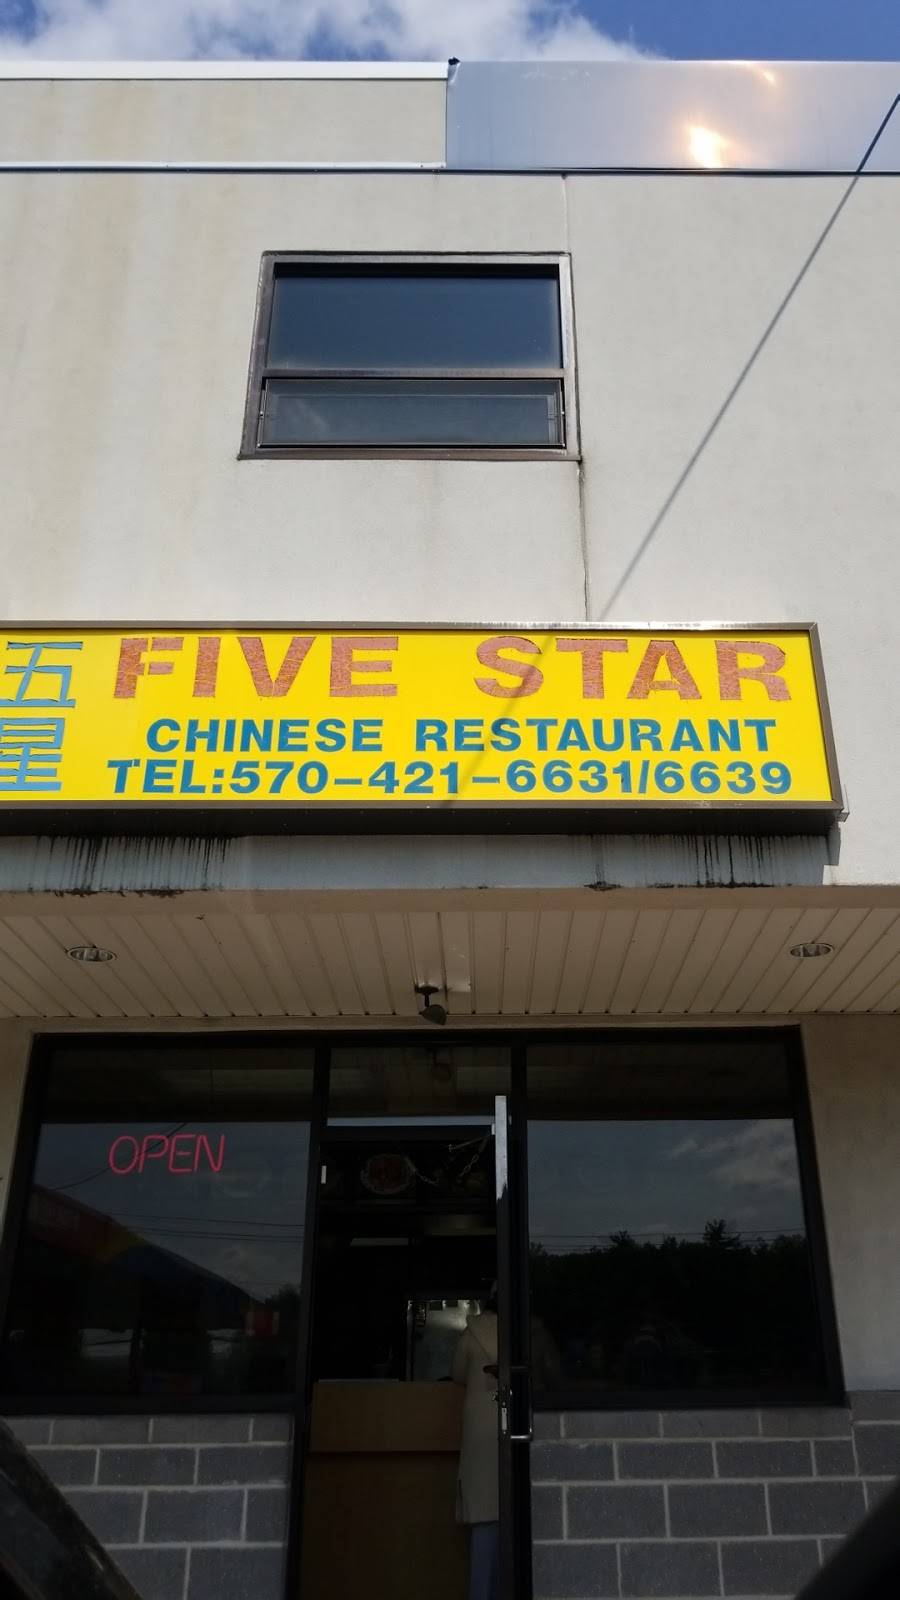 五星
FIVE STAR
CHINESE RESTAURANT
TEL:570-421-6631/6639
OPEN